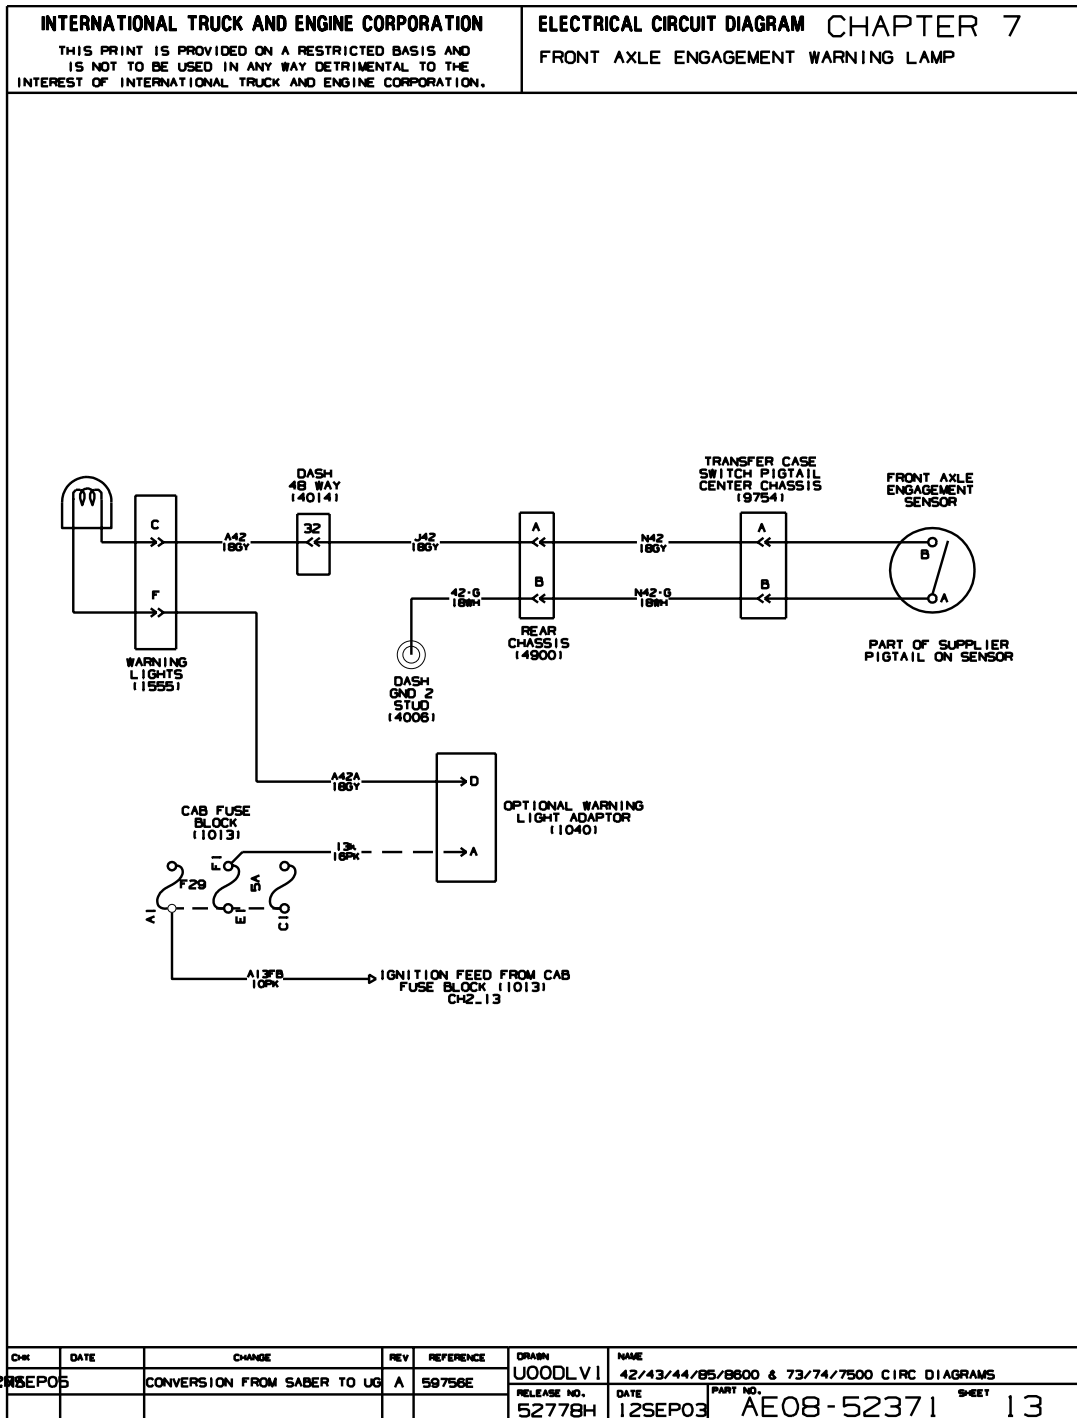 INTERNATIONAL TRUCK AND ENGINE CORPORATION
THIS PRINT IS PROVIDED ON A RESTRICTED BASIS AND
IS NOT TO BE USED IN ANY WAY DETRIMENTAL TO THE
INTEREST OF INTERNATIONAL TRUCK AND ENGINE CORPORATION.
ELECTRICAL CIRCUIT DIAGRAM CHAPTER 7
FRONT AXLE ENGAGEMENT WARNING LAMP
C
F
WARNING
LIGHTS
(1555)
A42
18GY
DASH
48 WAY
(4014)
32
J42
18GY
A
B
REAR
CHASSIS
(4900)
42-G
18WH
DASH
GND 2
STUD
(4006)
N42
18GY
N42-G
18WH
TRANSFER CASE
SWITCH PIGTAIL
CENTER CHASSIS
(9754)
A
B
FRONT AXLE
ENGAGEMENT
SENSOR
B
A
PART OF SUPPLIER
PIGTAIL ON SENSOR
A42A
18GY
D
A
OPTIONAL WARNING
LIGHT ADAPTOR
(1040)
CAB FUSE
BLOCK
(1013)
16PK
F1
F29
5A
A1
E1
C10
A13FB
10PK
IGNITION FEED FROM CAB
FUSE BLOCK (1013)
CH2_13
CHK DATE CHANGE REV REFERENCE
CONVERSION FROM SABER TO UG A 59756E
DRAWN
U00DLV1
NAME
42/43/44/85/8600 & 73/74/7500 CIRC DIAGRAMS
RELEASE NO.
52778H
DATE
12SEP03
PART NO.
AE08-52371
SHEET
13